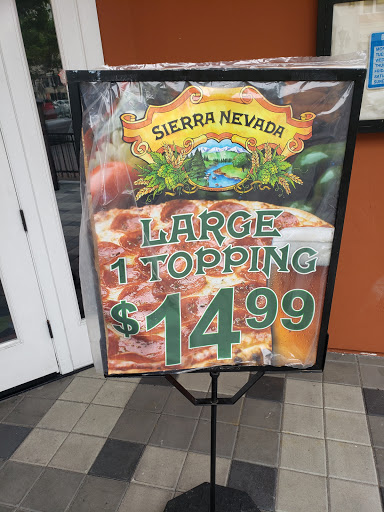 SIERRA NEVADA
LARGE
1 TOPPING
$14.99